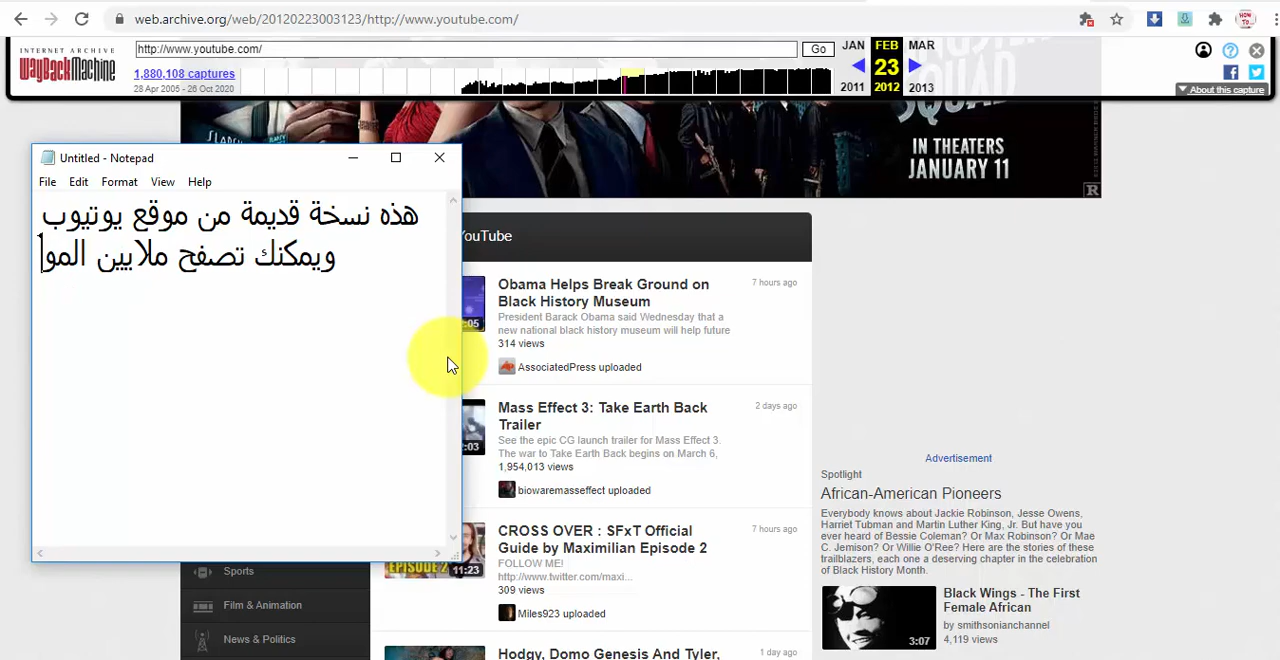 web.archive.org/web/20120223003123/http://www.youtube.com/
HOW TO...
INTERNET ARCHIVE
WayBackMachine
http://www.youtube.com/
Go
1,880,108 captures
28 Apr 2005 - 26 Oct 2020
JAN FEB MAR
23
2011 2012 2013
About this capture
SQUAD
IN THEATERS
JANUARY 11
R
Untitled - Notepad
File Edit Format View Help
هذه نسخة قديمة من موقع يوتيوب
ويمكنك تصفح ملايين الموا
YouTube
Obama Helps Break Ground on
Black History Museum
7 hours ago
President Barack Obama said Wednesday that a
new national black history museum will help future
314 views
AssociatedPress uploaded
:05
Mass Effect 3: Take Earth Back
Trailer
2 days ago
See the epic CG launch trailer for Mass Effect 3.
The war to Take Earth Back begins on March 6,
1,954,013 views
biowaremasseffect uploaded
:03
CROSS OVER : SFxT Official
Guide by Maximilian Episode 2
7 hours ago
FOLLOW ME!
http://www.twitter.com/maxi...
309 views
Miles923 uploaded
EPISODE 2
11:23
Hodgy, Domo Genesis And Tyler,
1 day ago
Sports
Film & Animation
News & Politics
Advertisement
Spotlight
African-American Pioneers
Everybody knows about Jackie Robinson, Jesse Owens,
Harriet Tubman and Martin Luther King, Jr. But have you
ever heard of Bessie Coleman? Or Max Robinson? Or Mae
C. Jemison? Or Willie O'Ree? Here are the stories of these
trailblazers, each one a deserving chapter in the celebration
of Black History Month.
Black Wings - The First
Female African
by smithsonianchannel
4,119 views
3:07